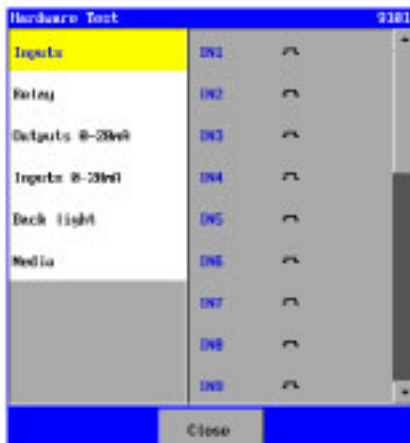 Hardware Test 9101
Inputs
Relay
Outputs 0-20mA
Inputs 0-20mA
Back light
Media
IN1
IN2
IN3
IN4
IN5
IN6
IN7
IN8
IN9
Close